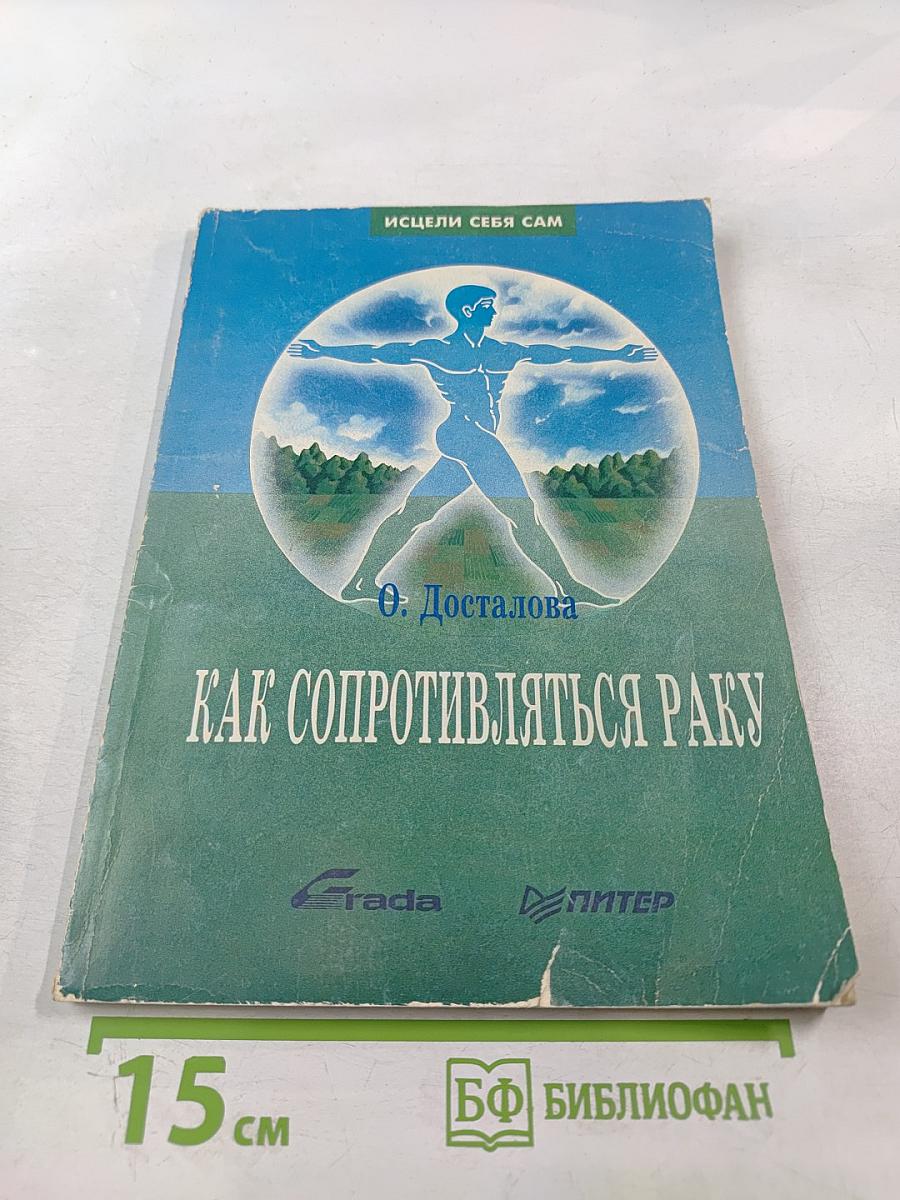 ИСЦЕЛИ СЕБЯ САМ
О. Досталова
КАК СОПРОТИВЛЯТЬСЯ РАКУ
Grada
ПИТЕР
15 см
БФ БИБЛИОФАН